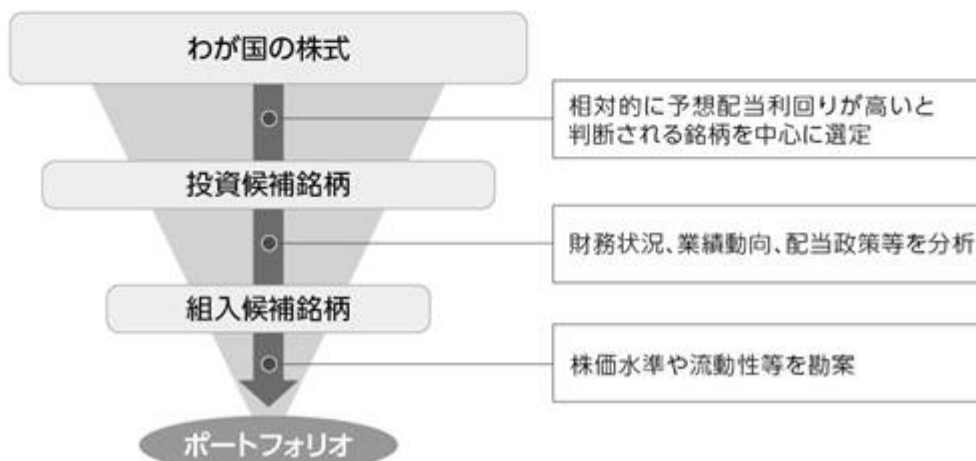 わが国の株式
相対的に予想配当利回りが高いと
判断される銘柄を中心に選定
投資候補銘柄
財務状況、業績動向、配当政策等を分析
組入候補銘柄
株価水準や流動性等を勘案
ポートフォリオ